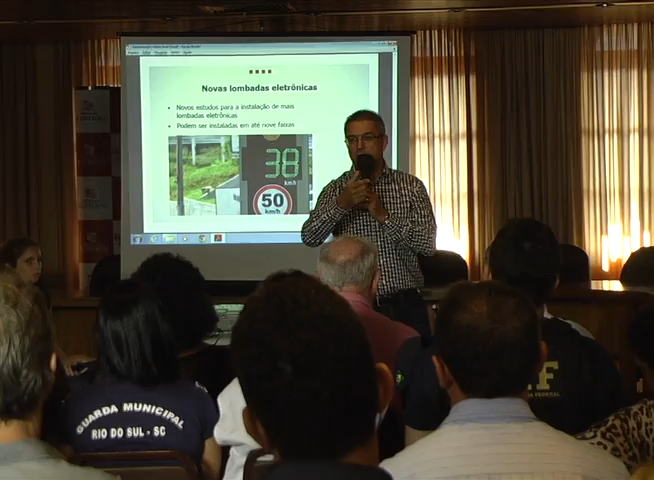 Novas lombadas eletrônicas
• Novos estudos para a instalação de mais
lombadas eletrônicas
• Podem ser instaladas em até nove faixas
38
km/h
50
km/h
GUARDA MUNICIPAL
RIO DO SUL - SC
F
FEDERAL